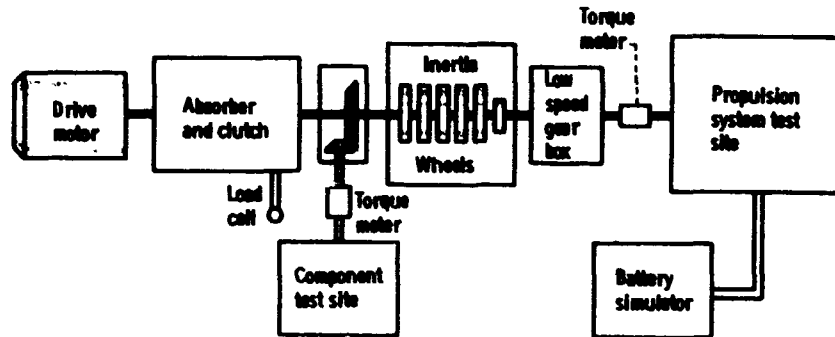 Drive
motor
Absorber
and clutch
Load
cell
Torque
meter
Component
test site
Inertia
Wheels
Low
speed
gear
box
Torque
meter
Propulsion
system test
site
Battery
simulator